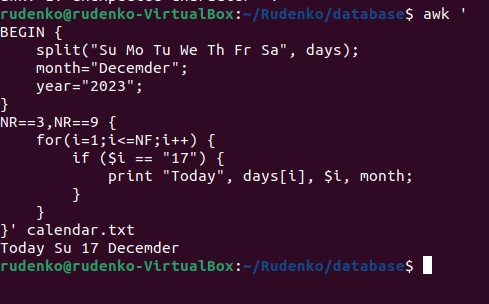 rudenko@rudenko-VirtualBox:~/Rudenko/database$ awk '
BEGIN {
    split("Su Mo Tu We Th Fr Sa", days);
    month="Decemder";
    year="2023";
}
NR==3,NR==9 {
    for(i=1;i<=NF;i++) {
        if ($i == "17") {
            print "Today", days[i], $i, month;
        }
    }
}' calendar.txt
Today Su 17 Decemder
rudenko@rudenko-VirtualBox:~/Rudenko/database$